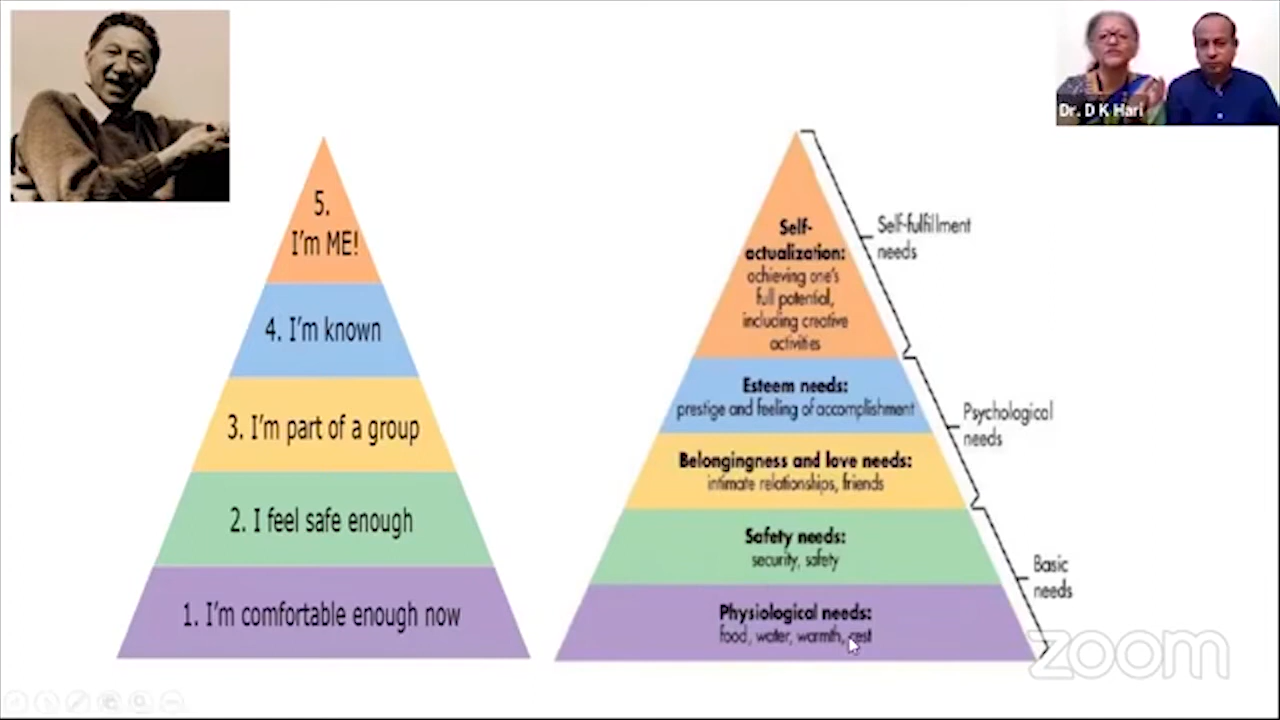 Dr. D K Hari
5.
I'm ME!
4. I'm known
3. I'm part of a group
2. I feel safe enough
1. I'm comfortable enough now
Self-
actualization:
achieving one's
full potential,
including creative
activities
Esteem needs:
prestige and feeling of accomplishment
Belongingness and love needs:
intimate relationships, friends
Safety needs:
security, safety
Physiological needs:
food, water, warmth, rest
Self-fulfillment
needs
Psychological
needs
Basic
needs
zoom